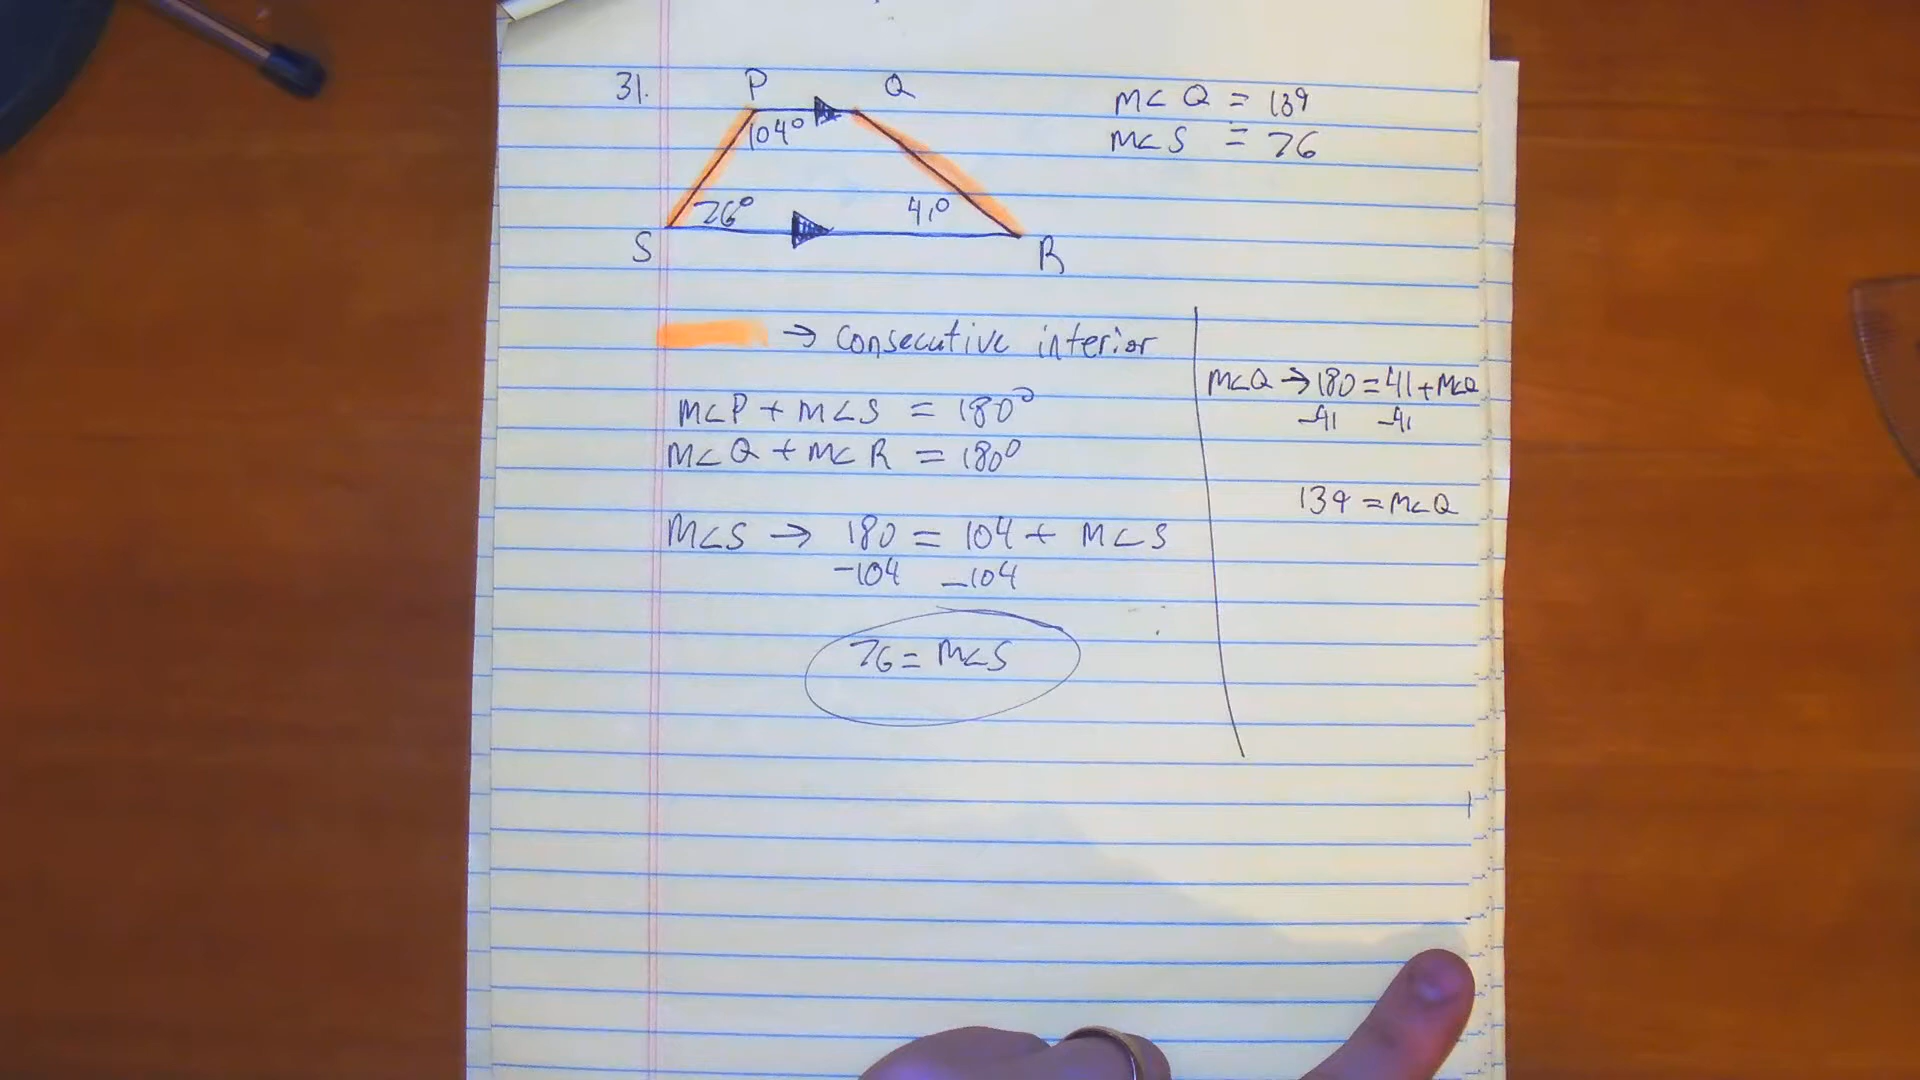 31.
P Q
104°
76° 41°
S R
M∠Q = 139
M∠S = 76
→ consecutive interior
M∠P + M∠S = 180°
M∠Q + M∠R = 180°
M∠S → 180 = 104 + M∠S
-104 -104
76 = M∠S
M∠Q → 180 = 41 + M∠Q
-41 -41
139 = M∠Q